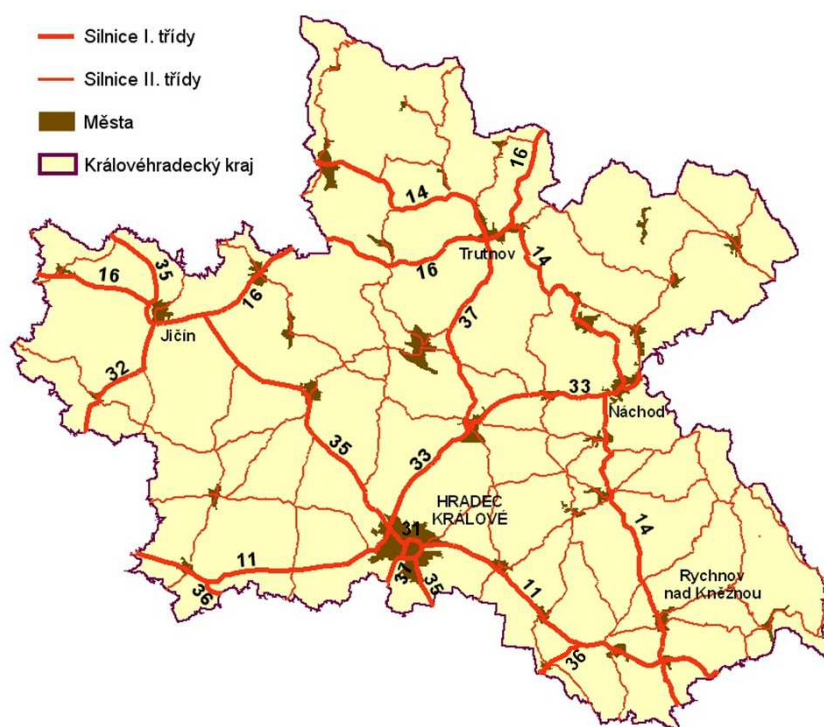 Silnice I. třídy
Silnice II. třídy
Města
Královéhradecký kraj
16
14
Trutnov
14
16
35
16
16
Jičín
37
32
33
Náchod
35
33
HRADEC
KRÁLOVÉ
31
14
11
37
35
36
11
Rychnov
nad Kněžnou
36